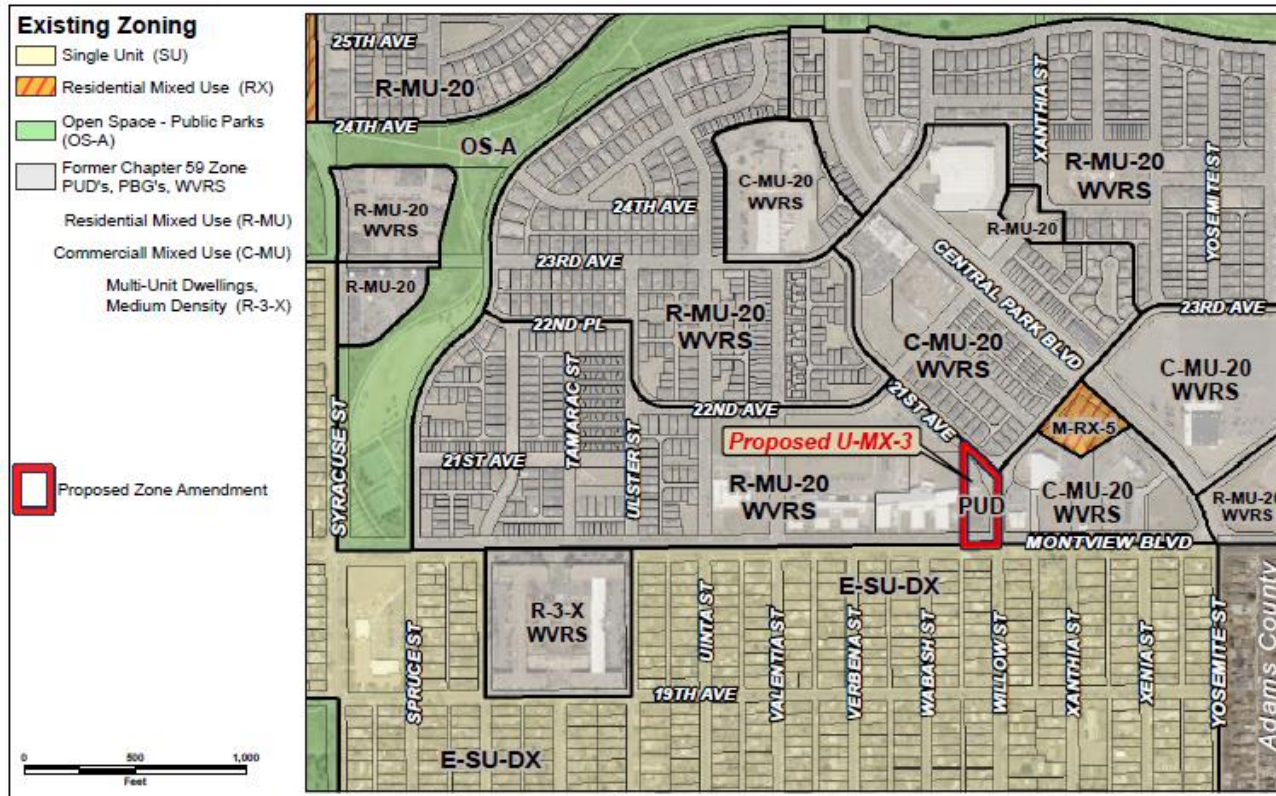 Existing Zoning
Single Unit (SU)
Residential Mixed Use (RX)
Open Space - Public Parks
(OS-A)
Former Chapter 59 Zone
PUD's, PBG's, WVRS
Residential Mixed Use (R-MU)
Commerciall Mixed Use (C-MU)
Multi-Unit Dwellings,
Medium Density (R-3-X)
Proposed Zone Amendment
0 500 1,000
Feet
25TH AVE
R-MU-20
24TH AVE
OS-A
XANTHIA ST
R-MU-20
WVRS
YOSEMITE ST
C-MU-20
WVRS
R-MU-20
WVRS
24TH AVE
R-MU-20
23RD AVE
CENTRAL PARK BLVD
R-MU-20
23RD AVE
22ND PL
R-MU-20
WVRS
C-MU-20
WVRS
C-MU-20
WVRS
SYRACUSE ST
TAMARAC ST
ULSTER ST
22ND AVE
21ST AVE
M-RX-5
Proposed U-MX-3
21ST AVE
R-MU-20
WVRS
PUD
C-MU-20
WVRS
R-MU-20
WVRS
MONTVIEW BLVD
E-SU-DX
R-3-X
WVRS
SPRUCE ST
UINTA ST
VALENTIA ST
VERBENA ST
WABASH ST
WILLOW ST
XANTHIA ST
XENIA ST
YOSEMITE ST
Adams County
19TH AVE
E-SU-DX